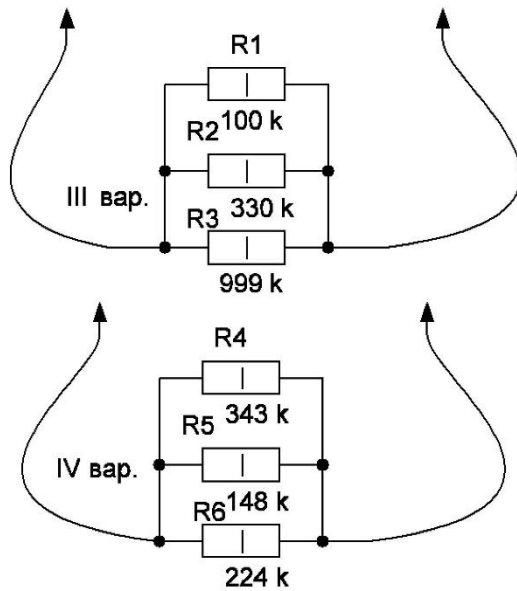 R1
100 k
R2
330 k
III вар.
R3
999 k
R4
343 k
R5
148 k
IV вар.
R6
224 k